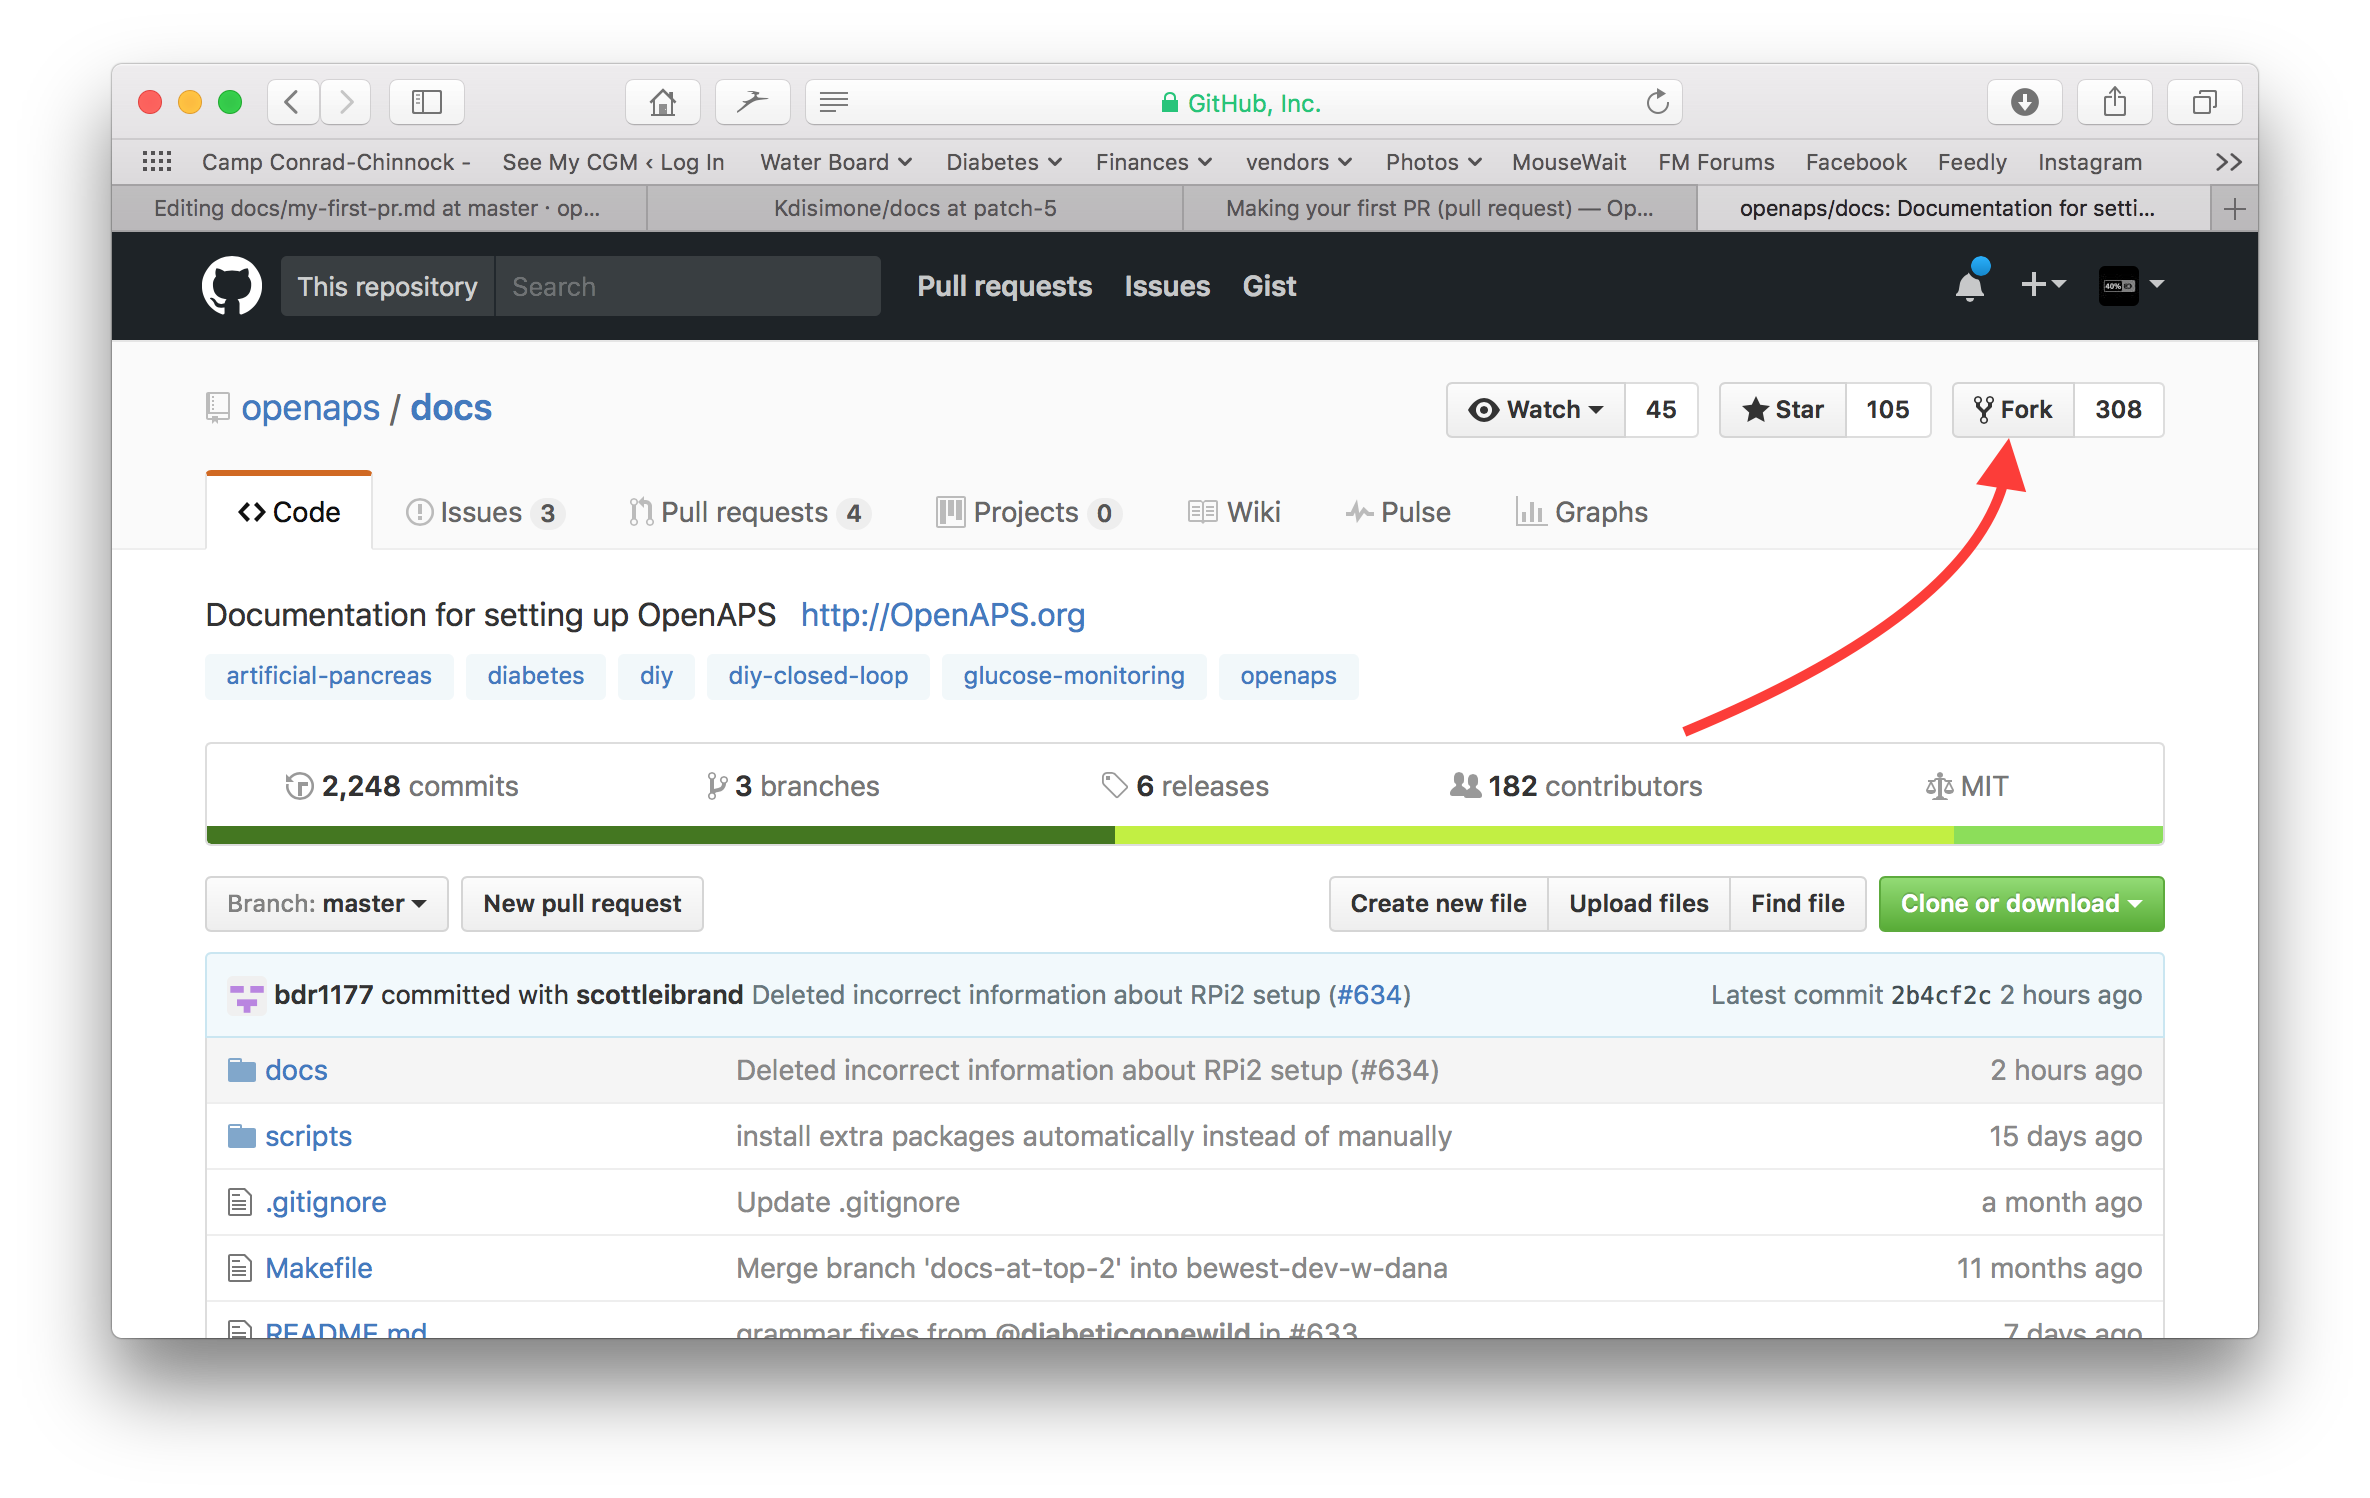 GitHub, Inc.
Camp Conrad-Chinnock - See My CGM ‹ Log In Water Board Diabetes Finances vendors Photos MouseWait FM Forums Facebook Feedly Instagram
Editing docs/my-first-pr.md at master · op... Kdisimone/docs at patch-5 Making your first PR (pull request) — Op... openaps/docs: Documentation for setti...
This repository Search Pull requests Issues Gist 40%
openaps / docs Watch 45 Star 105 Fork 308
Code Issues 3 Pull requests 4 Projects 0 Wiki Pulse Graphs
Documentation for setting up OpenAPS http://OpenAPS.org
artificial-pancreas diabetes diy diy-closed-loop glucose-monitoring openaps
2,248 commits 3 branches 6 releases 182 contributors MIT
Branch: master New pull request Create new file Upload files Find file Clone or download
bdr1177 committed with scottleibrand Deleted incorrect information about RPi2 setup (#634) Latest commit 2b4cf2c 2 hours ago
docs Deleted incorrect information about RPi2 setup (#634) 2 hours ago
scripts install extra packages automatically instead of manually 15 days ago
.gitignore Update .gitignore a month ago
Makefile Merge branch 'docs-at-top-2' into bewest-dev-w-dana 11 months ago
README.md grammar fixes from @diabeticgonewild in #633 7 days ago